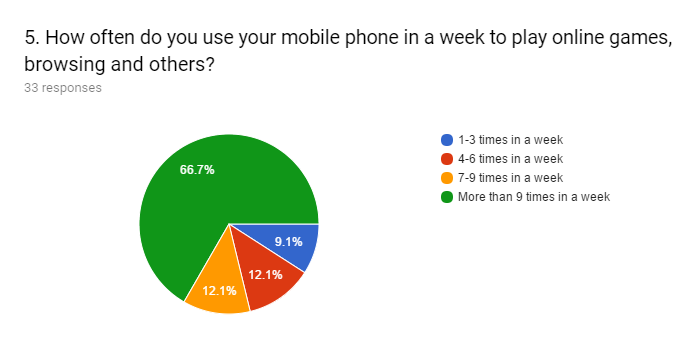 5. How often do you use your mobile phone in a week to play online games,
browsing and others?
33 responses
66.7%
9.1%
12.1%
12.1%
1-3 times in a week
4-6 times in a week
7-9 times in a week
More than 9 times in a week